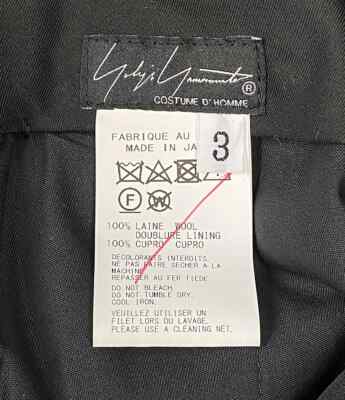 Yohji Yamamoto ®
COSTUME D'HOMME
FABRIQUE AU
MADE IN JA
3
F W
100% LAINE WOOL
DOUBLURE LINING
100% CUPRO CUPRO
DECOLORANTS INTERDITS.
NE PAS FAIRE SECHER A LA
MACHINE.
REPASSER AU FER TIEDE
DO NOT BLEACH.
DO NOT TUMBLE DRY.
COOL IRON.
VEUILLEZ UTILISER UN
FILET LORS DU LAVAGE.
PLEASE USE A CLEANING NET.